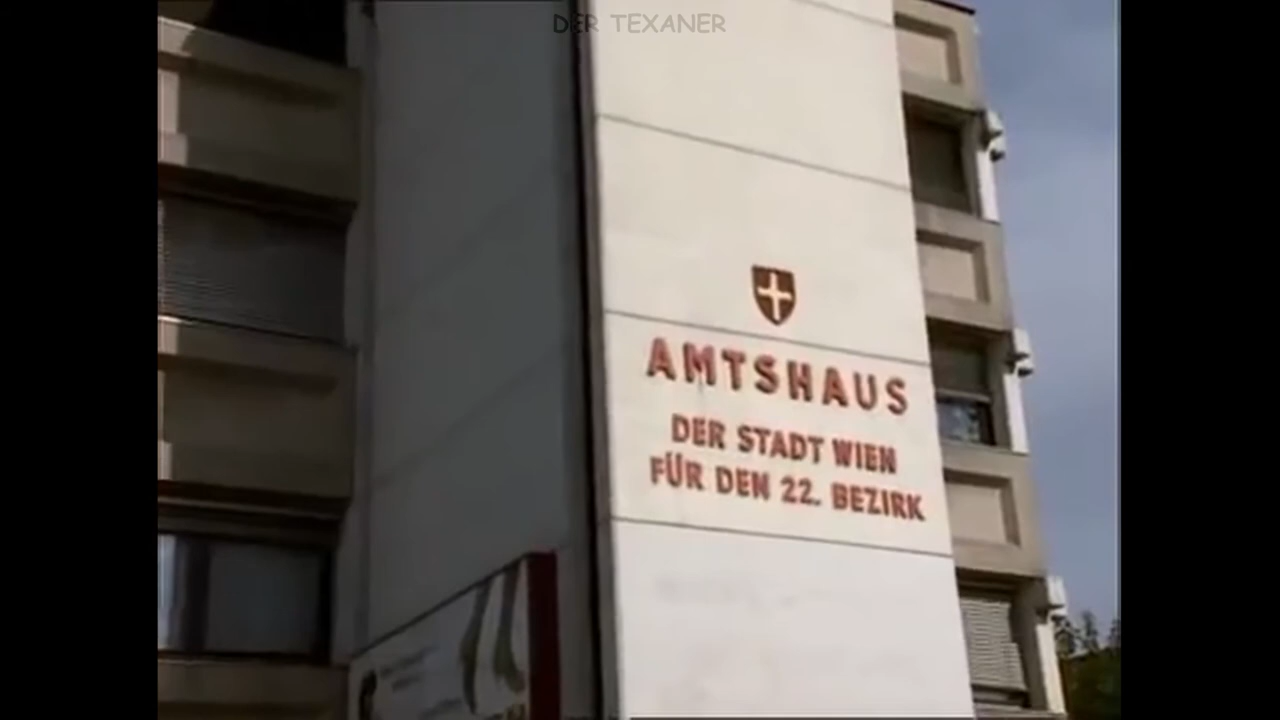 DER TEXANER
AMTSHAUS
DER STADT WIEN
FÜR DEN 22. BEZIRK